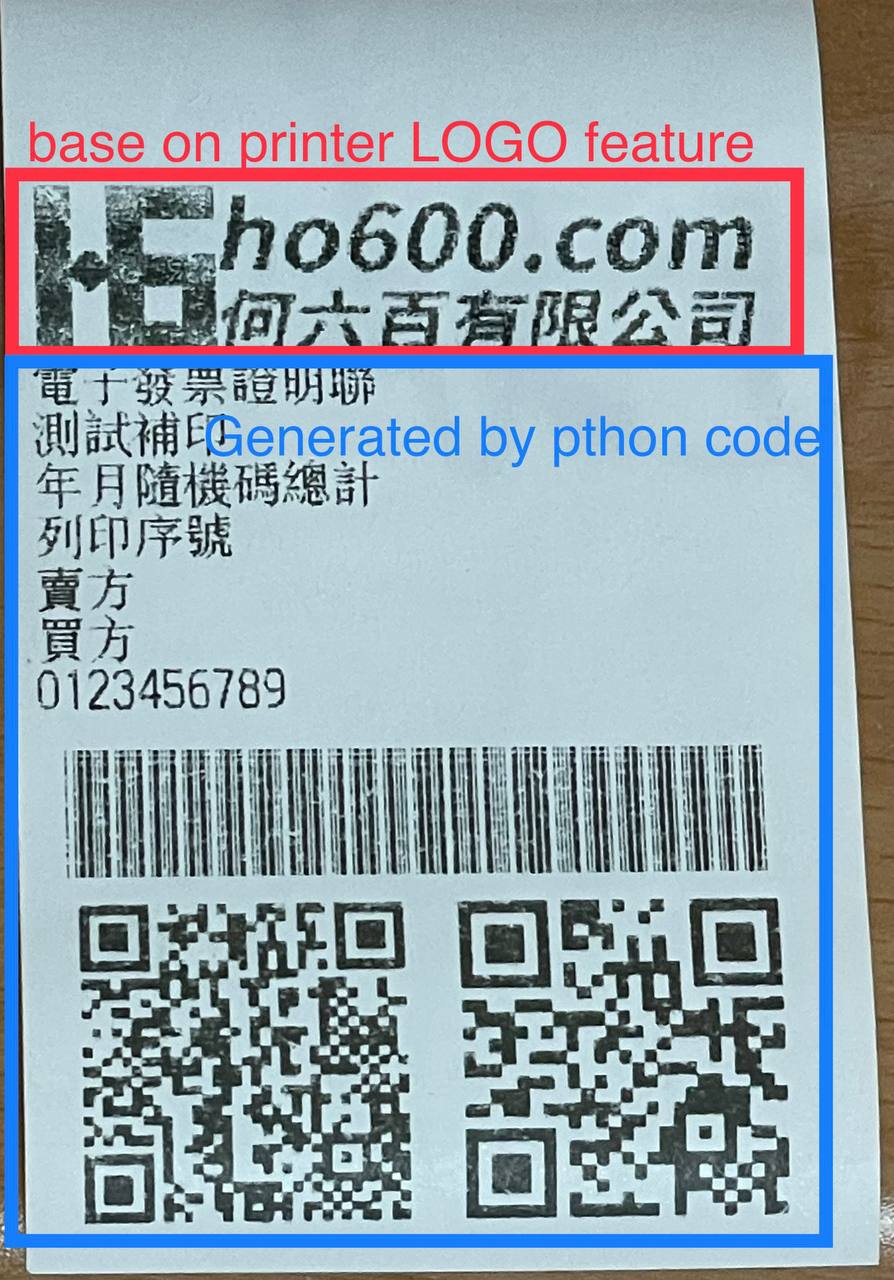 base on printer LOGO feature
ho600.com
何六百有限公司
電子發票證明聯
測試補印
Generated by pthon code
年月隨機碼總計
列印序號
賣方
買方
0123456789